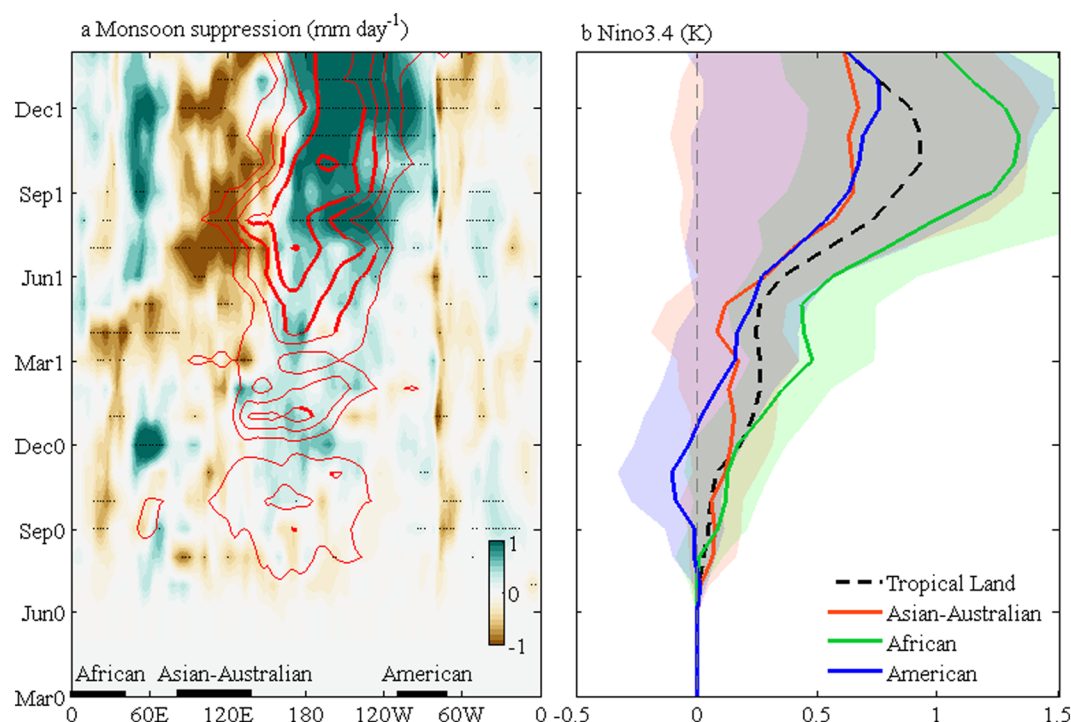 a Monsoon suppression (mm day-1)
b Nino3.4 (K)
Dec1
Sep1
Jun1
Mar1
Dec0
Sep0
Jun0
Mar0
1
0
-1
African
Asian-Australian
American
0
60E
120E
180
120W
60W
0
Tropical Land
Asian-Australian
African
American
-0.5
0
0.5
1
1.5